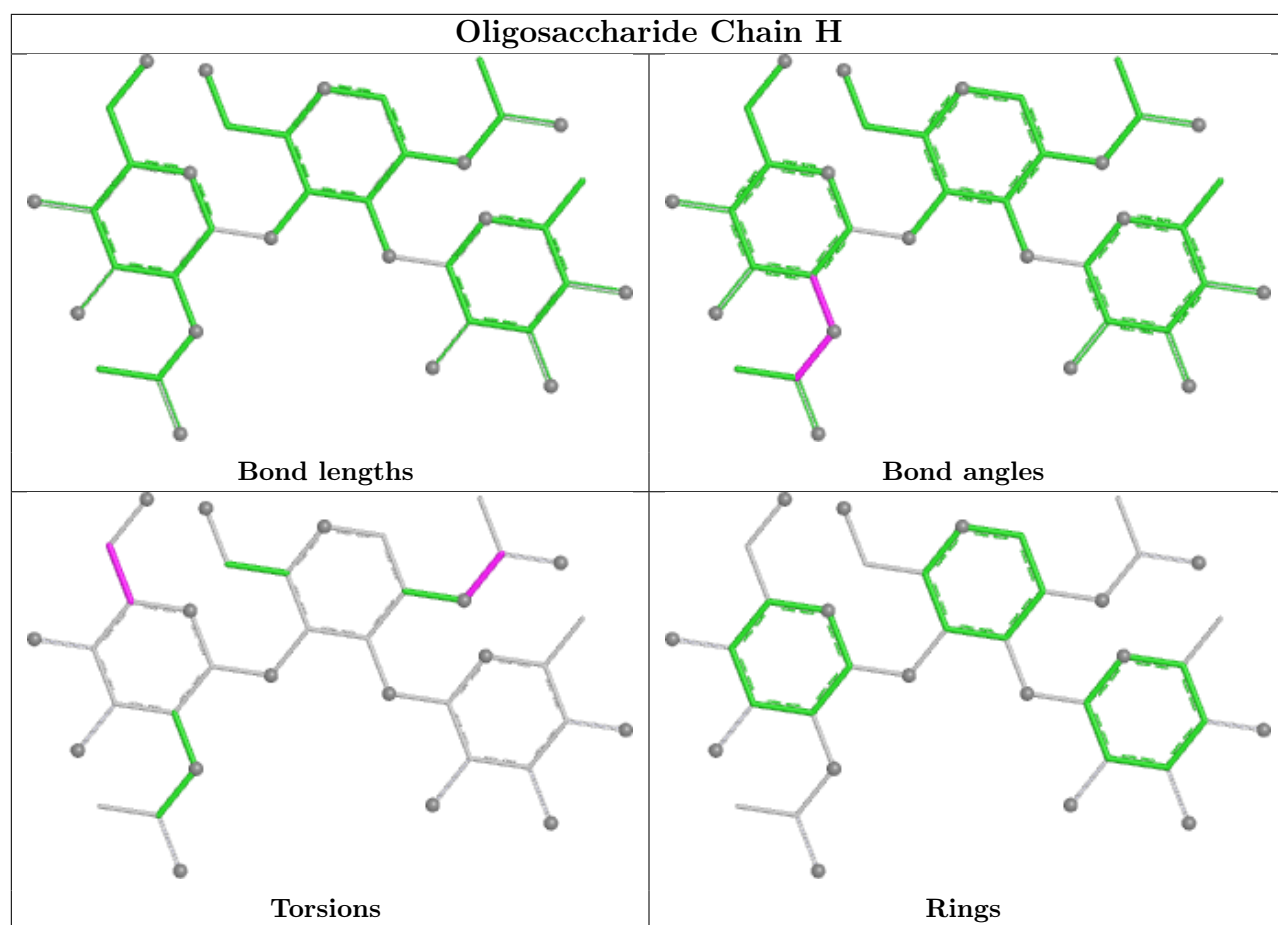 Oligosaccharide Chain H
Bond lengths
Bond angles
Torsions
Rings